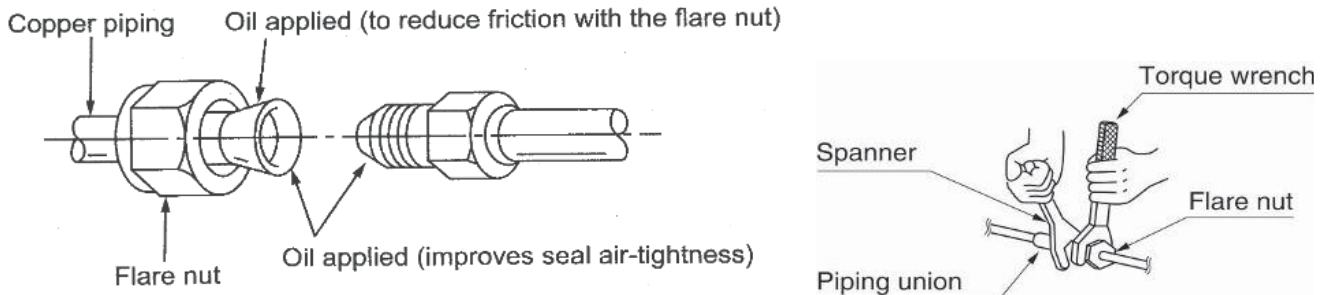 Copper piping
Oil applied (to reduce friction with the flare nut)
Flare nut
Oil applied (improves seal air-tightness)
Torque wrench
Spanner
Flare nut
Piping union